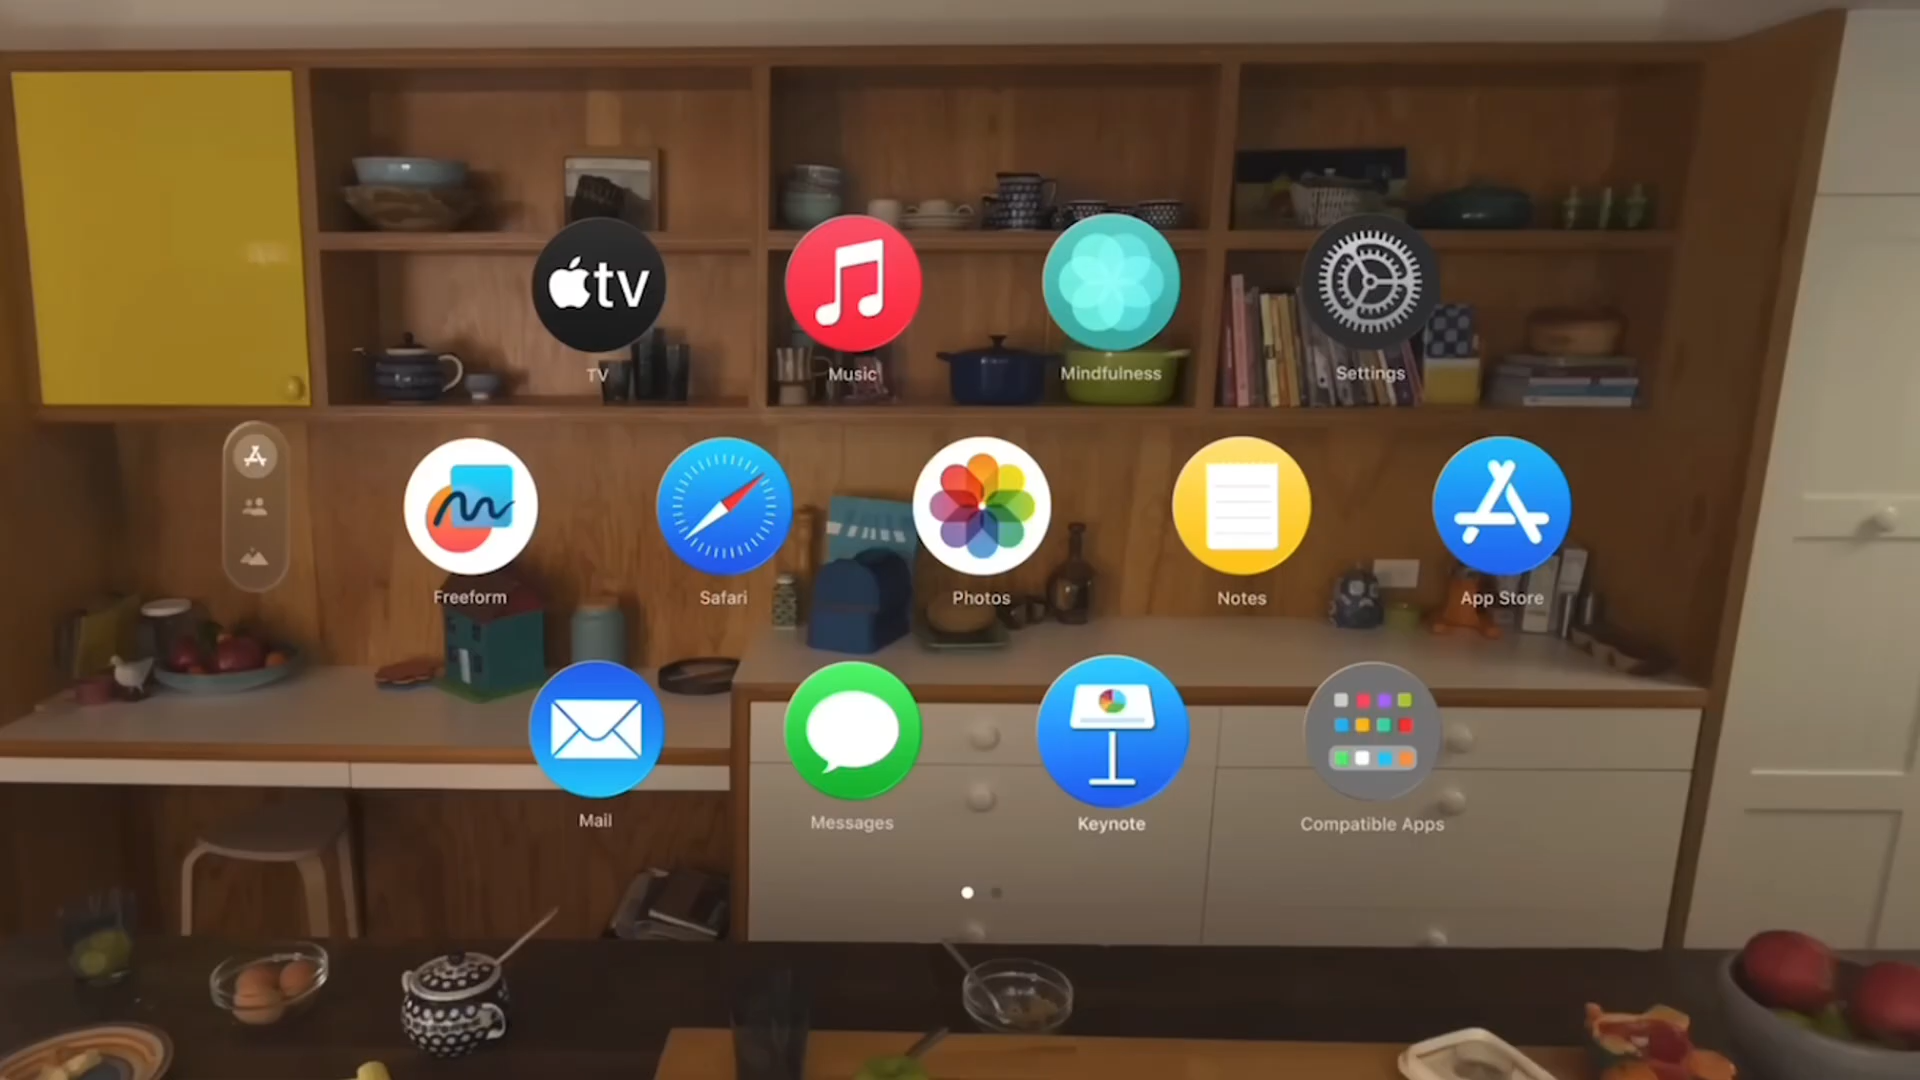 tv
TV
Music
Mindfulness
Settings
Freeform
Safari
Photos
Notes
App Store
Mail
Messages
Keynote
Compatible Apps